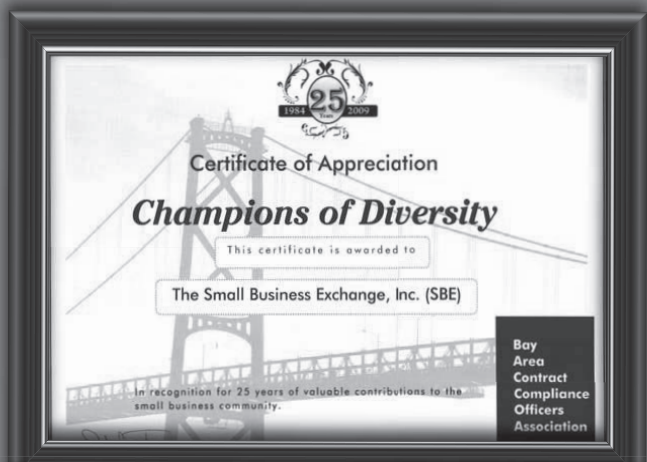 25
1984 Years 2009
Certificate of Appreciation
Champions of Diversity
This certificate is awarded to
The Small Business Exchange, Inc. (SBE)
In recognition for 25 years of valuable contributions to the
small business community.
Bay
Area
Contract
Compliance
Officers
Association